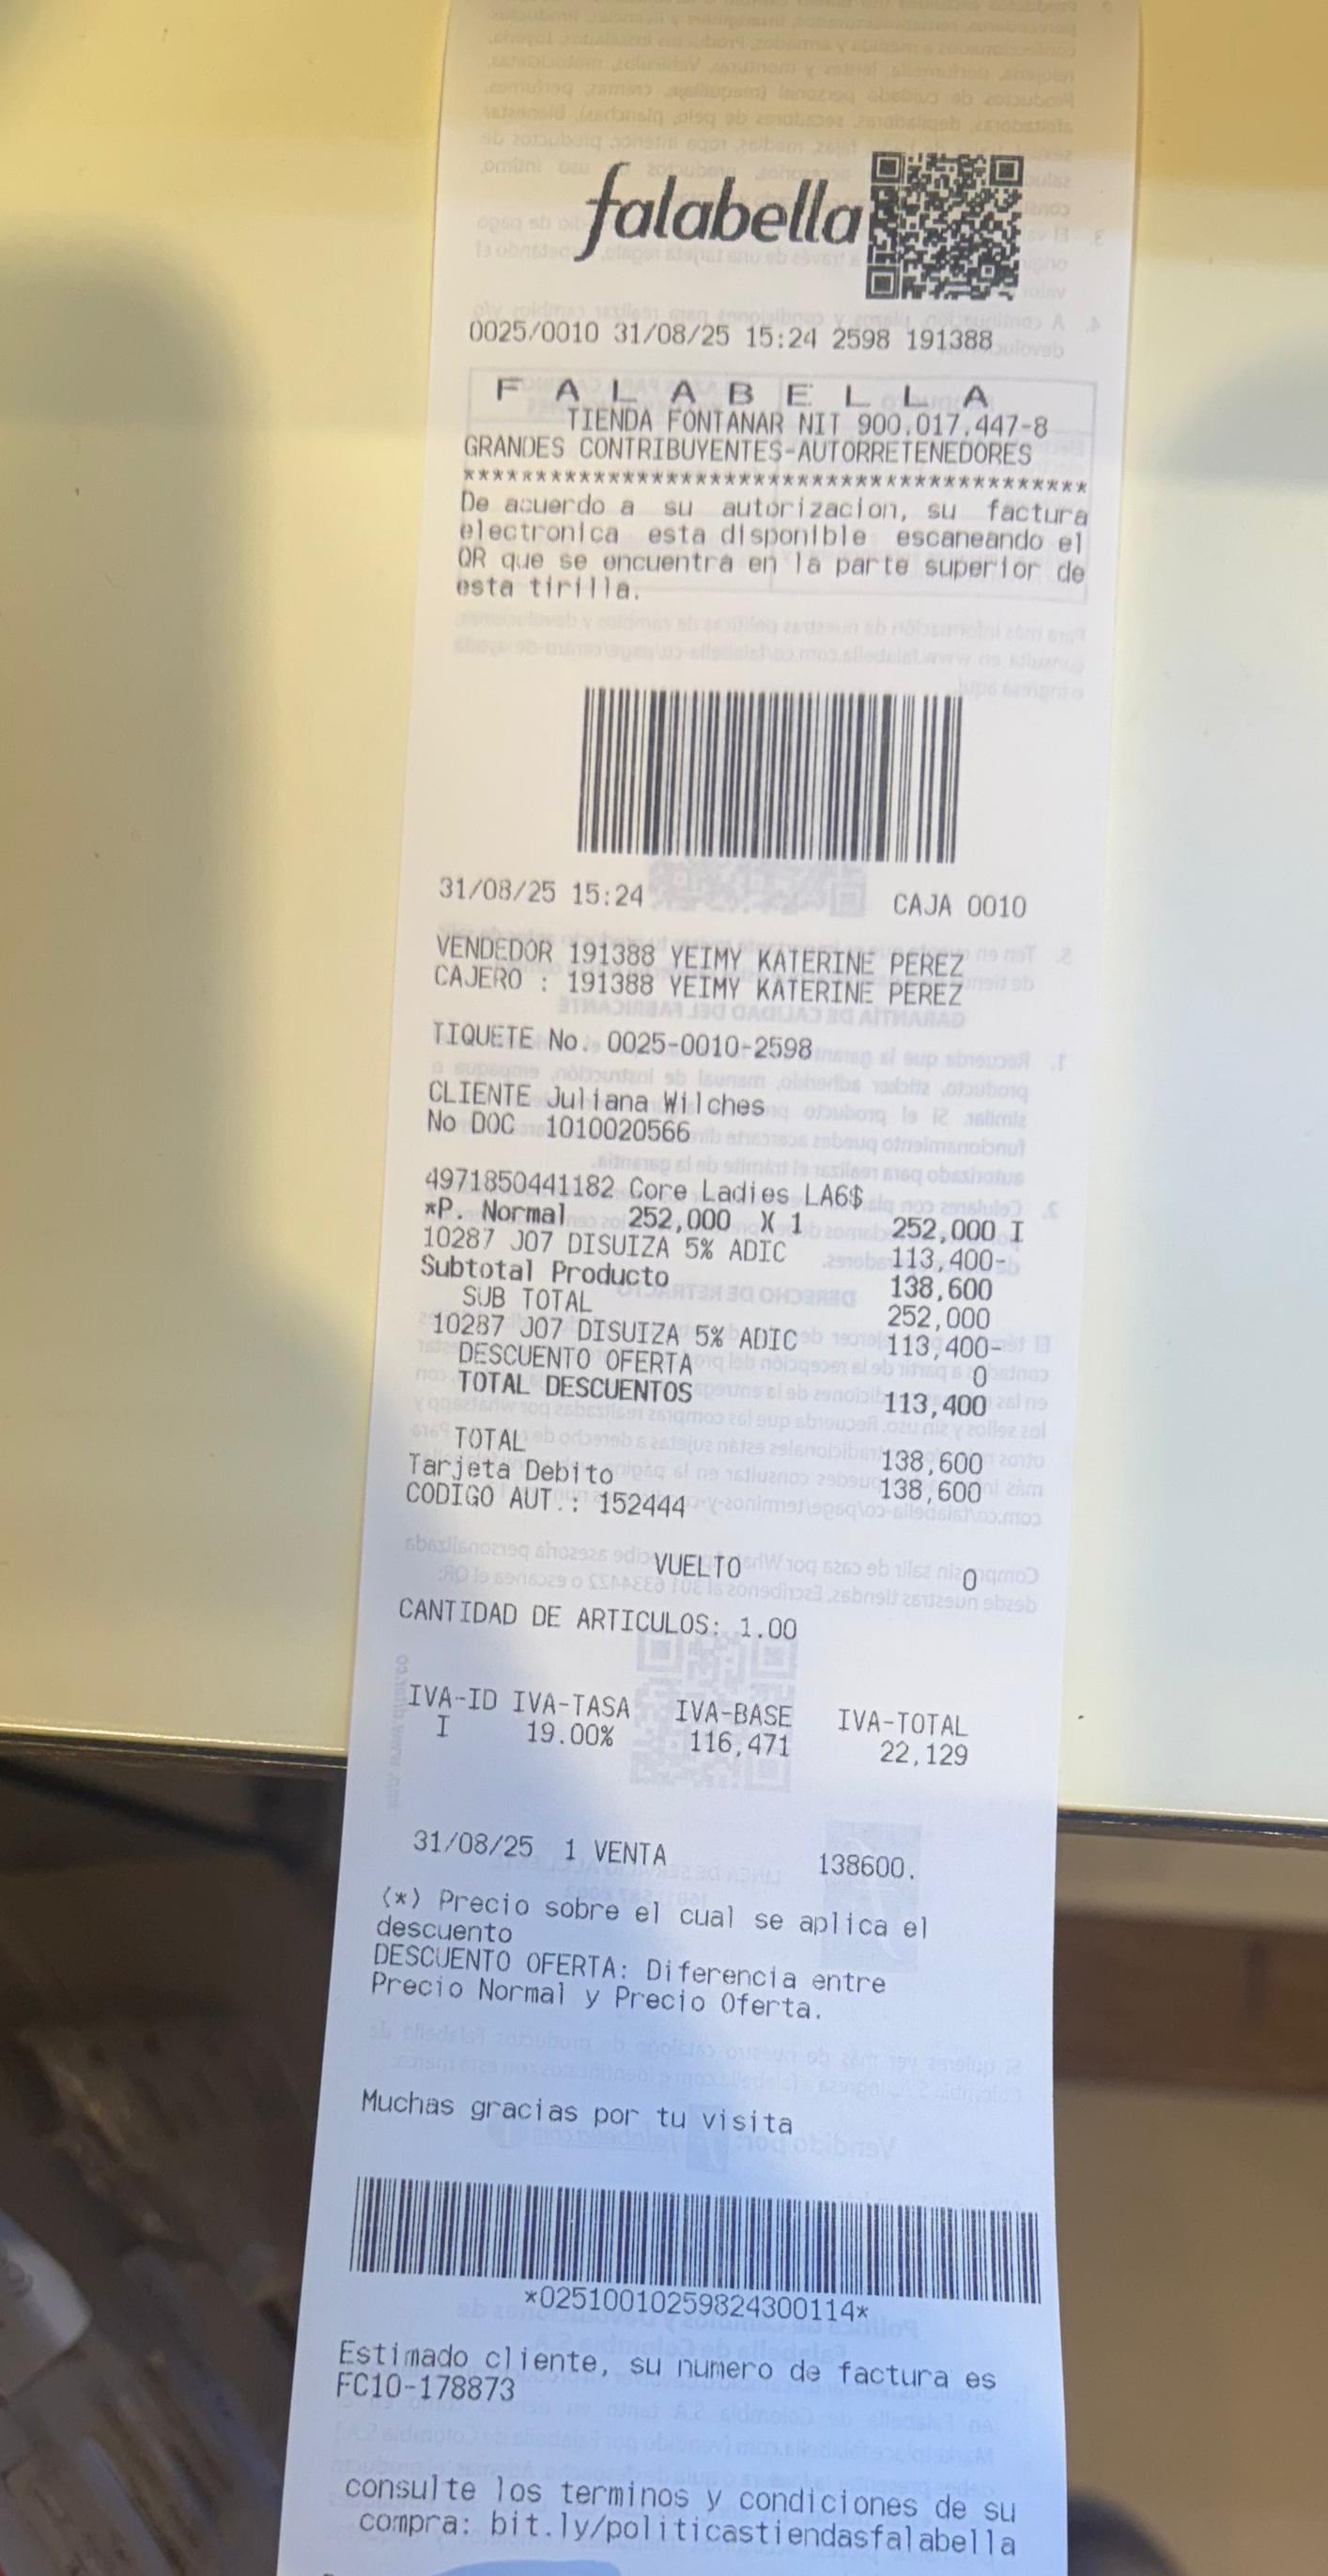 falabella
0025/0010 31/08/25 15:24 2598 191388
F A L A B E L L A
TIENDA FONTANAR NIT 900.017.447-8
GRANDES CONTRIBUYENTES-AUTORRETENEDORES
*******************************************
De acuerdo a su autorizacion, su factura
electronica esta disponible escaneando el
QR que se encuentra en la parte superior de
esta tirilla.
31/08/25 15:24 CAJA 0010
VENDEDOR 191388 YEIMY KATERINE PEREZ
CAJERO : 191388 YEIMY KATERINE PEREZ
TIQUETE No. 0025-0010-2598
CLIENTE Juliana Wilches
No DOC 1010020566
4971850441182 Core Ladies LA6$
*P. Normal 252,000 X 1 252,000 I
10287 J07 DISUIZA 5% ADIC 113,400-
Subtotal Producto 138,600
SUB TOTAL 252,000
10287 J07 DISUIZA 5% ADIC 113,400-
DESCUENTO OFERTA 0
TOTAL DESCUENTOS 113,400
TOTAL 138,600
Tarjeta Debito 138,600
CODIGO AUT.: 152444
VUELTO 0
CANTIDAD DE ARTICULOS: 1.00
IVA-ID IVA-TASA IVA-BASE IVA-TOTAL
I 19.00% 116,471 22,129
31/08/25 1 VENTA 138600.
(*) Precio sobre el cual se aplica el
descuento
DESCUENTO OFERTA: Diferencia entre
Precio Normal y Precio Oferta.
Muchas gracias por tu visita
*02510010259824300114*
Estimado cliente, su numero de factura es
FC10-178873
consulte los terminos y condiciones de su
compra: bit.ly/politicastiendasfalabella